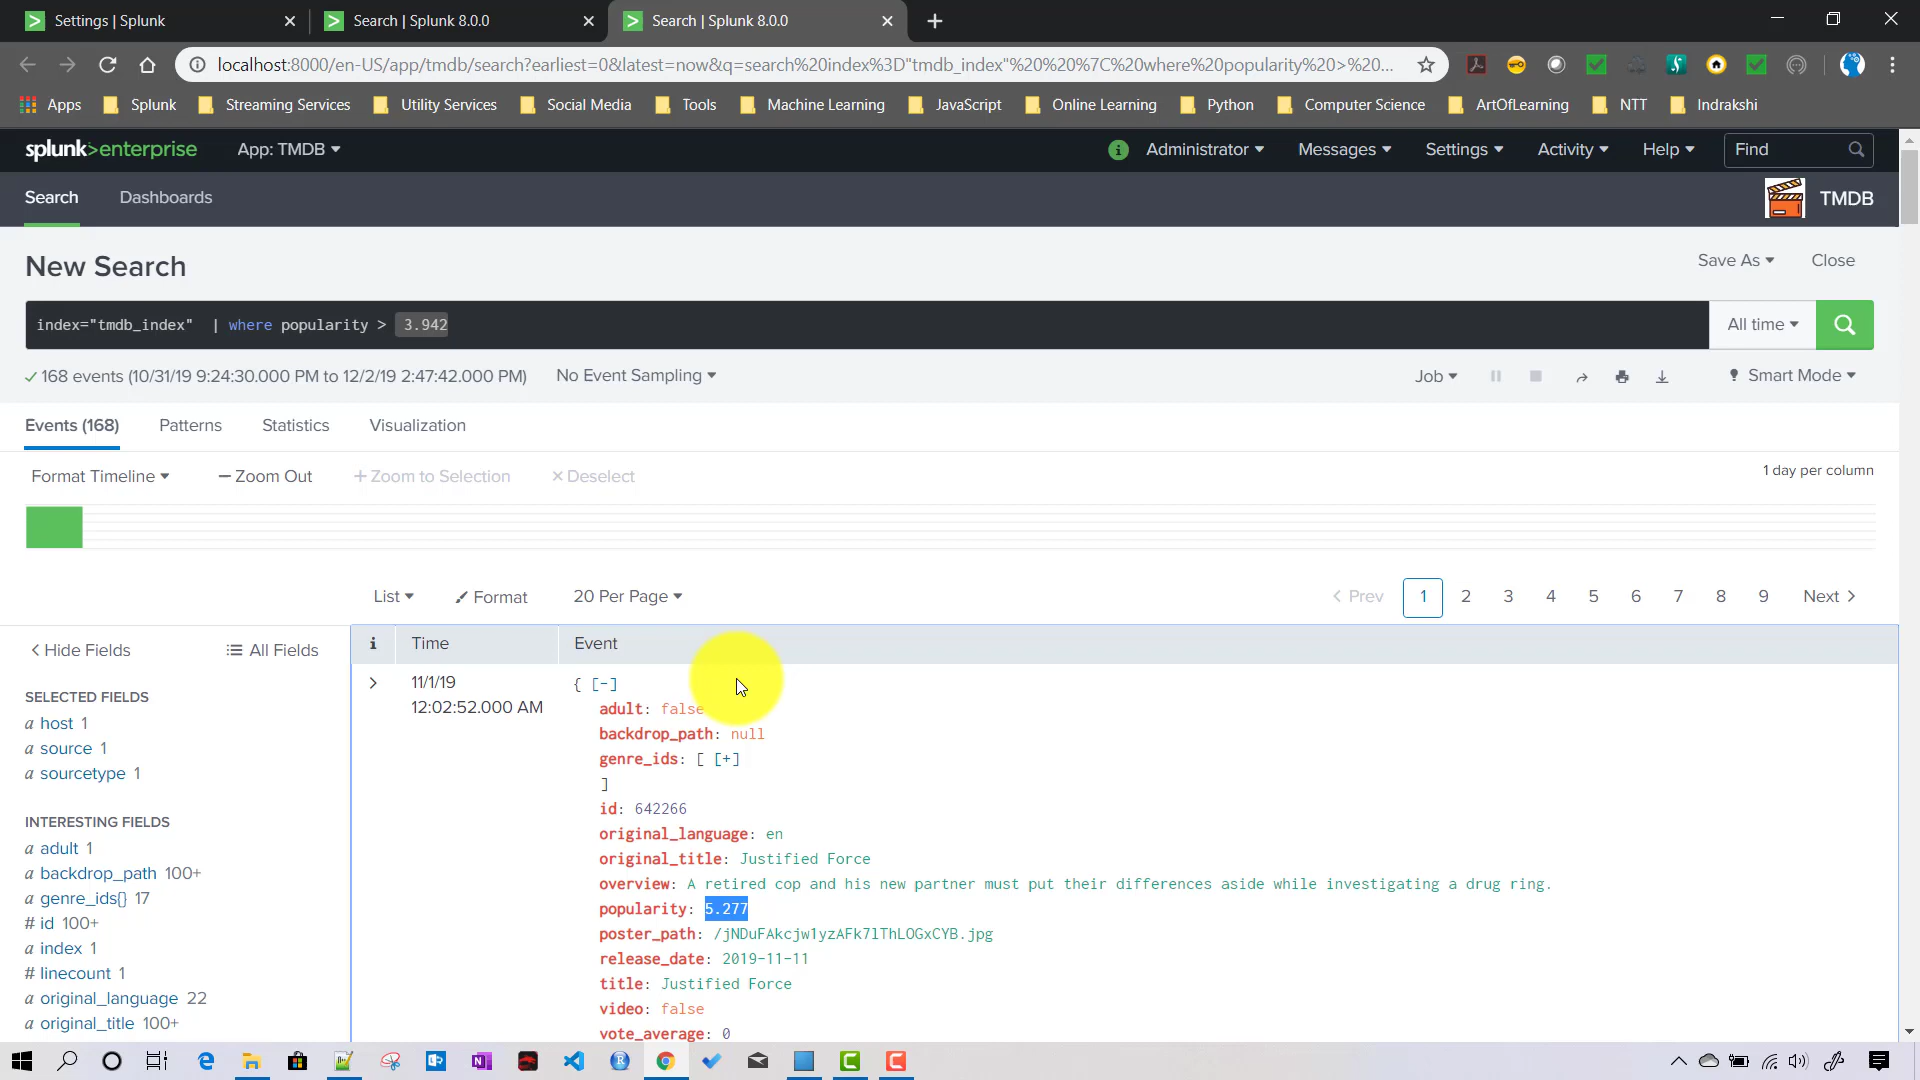 Settings | Splunk
Search | Splunk 8.0.0
Search | Splunk 8.0.0
localhost:8000/en-US/app/tmdb/search?earliest=0&latest=now&q=search%20index%3D"tmdb_index"%20%20%7C%20where%20popularity%20>%20...
Apps Splunk Streaming Services Utility Services Social Media Tools Machine Learning JavaScript Online Learning Python Computer Science ArtOfLearning NTT Indrakshi
splunk>enterprise App: TMDB Administrator Messages Settings Activity Help Find
Search Dashboards TMDB
New Search Save As Close
index="tmdb_index" | where popularity > 3.942 All time
168 events (10/31/19 9:24:30.000 PM to 12/2/19 2:47:42.000 PM) No Event Sampling Job Smart Mode
Events (168) Patterns Statistics Visualization
Format Timeline — Zoom Out + Zoom to Selection × Deselect 1 day per column
List Format 20 Per Page < Prev 1 2 3 4 5 6 7 8 9 Next >
< Hide Fields All Fields
i Time Event
SELECTED FIELDS
a host 1
a source 1
a sourcetype 1
INTERESTING FIELDS
a adult 1
a backdrop_path 100+
a genre_ids{} 17
# id 100+
a index 1
# linecount 1
a original_language 22
a original_title 100+
> 11/1/19
12:02:52.000 AM
{ [-]
adult: false
backdrop_path: null
genre_ids: [ [+]
]
id: 642266
original_language: en
original_title: Justified Force
overview: A retired cop and his new partner must put their differences aside while investigating a drug ring.
popularity: 5.277
poster_path: /jNDuFAkcjw1yzAFk7lThLOGxCYB.jpg
release_date: 2019-11-11
title: Justified Force
video: false
vote_average: 0